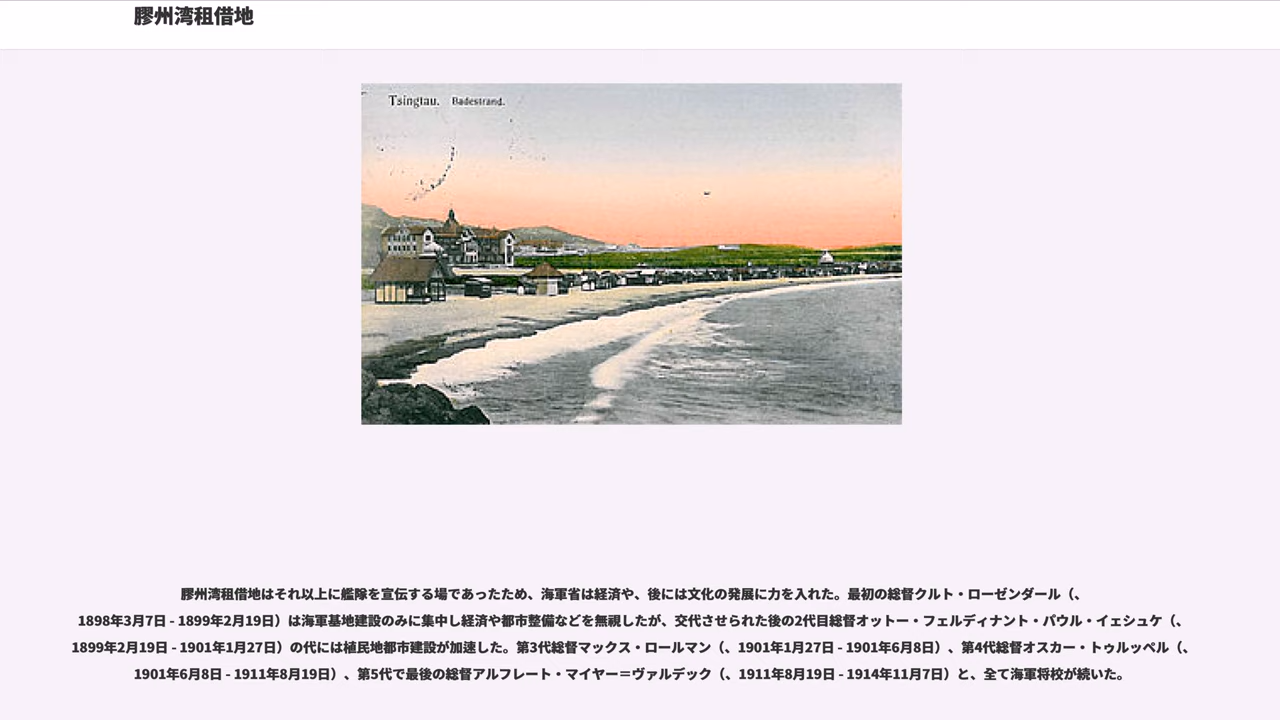 膠州湾租借地
Tsingtau. Badestrand.
膠州湾租借地はそれ以上に艦隊を宣伝する場であったため、海軍省は経済や、後には文化の発展に力を入れた。最初の総督クルト・ローゼンダール（、
1898年3月7日 - 1899年2月19日）は海軍基地建設のみに集中し経済や都市整備などを無視したが、交代させられた後の2代目総督オットー・フェルディナント・パウル・イェシュケ（、
1899年2月19日 - 1901年1月27日）の代には植民地都市建設が加速した。第3代総督マックス・ロールマン（、1901年1月27日 - 1901年6月8日）、第4代総督オスカー・トゥルッペル（、
1901年6月8日 - 1911年8月19日）、第5代で最後の総督アルフレート・マイヤー＝ヴァルデック（、1911年8月19日 - 1914年11月7日）と、全て海軍将校が続いた。